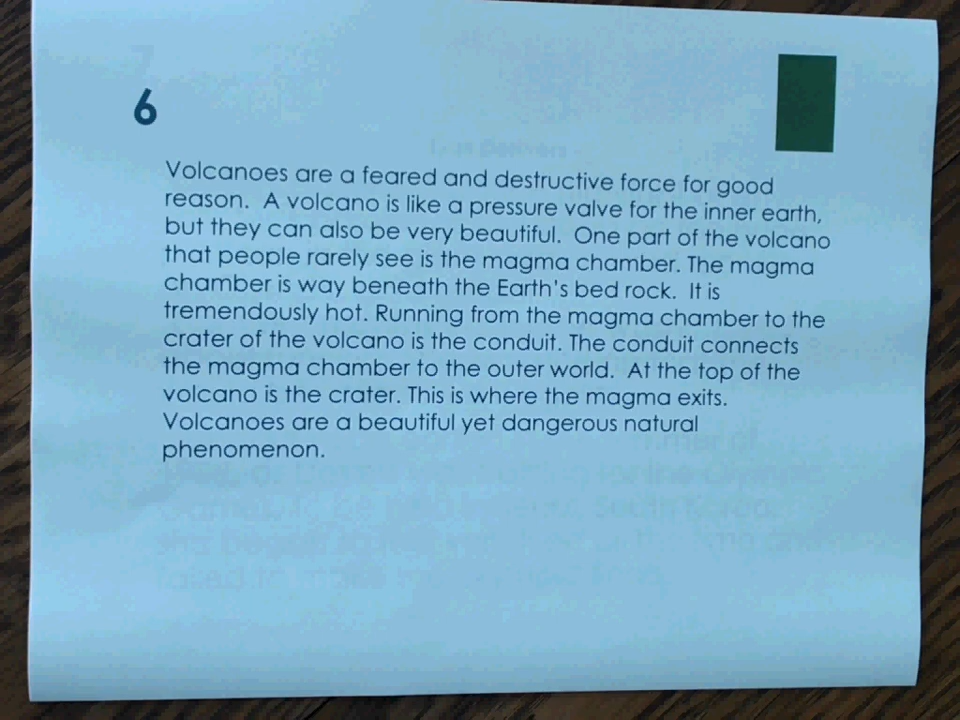 6
Volcanoes are a feared and destructive force for good
reason. A volcano is like a pressure valve for the inner earth,
but they can also be very beautiful. One part of the volcano
that people rarely see is the magma chamber. The magma
chamber is way beneath the Earth's bed rock. It is
tremendously hot. Running from the magma chamber to the
crater of the volcano is the conduit. The conduit connects
the magma chamber to the outer world. At the top of the
volcano is the crater. This is where the magma exits.
Volcanoes are a beautiful yet dangerous natural
phenomenon.